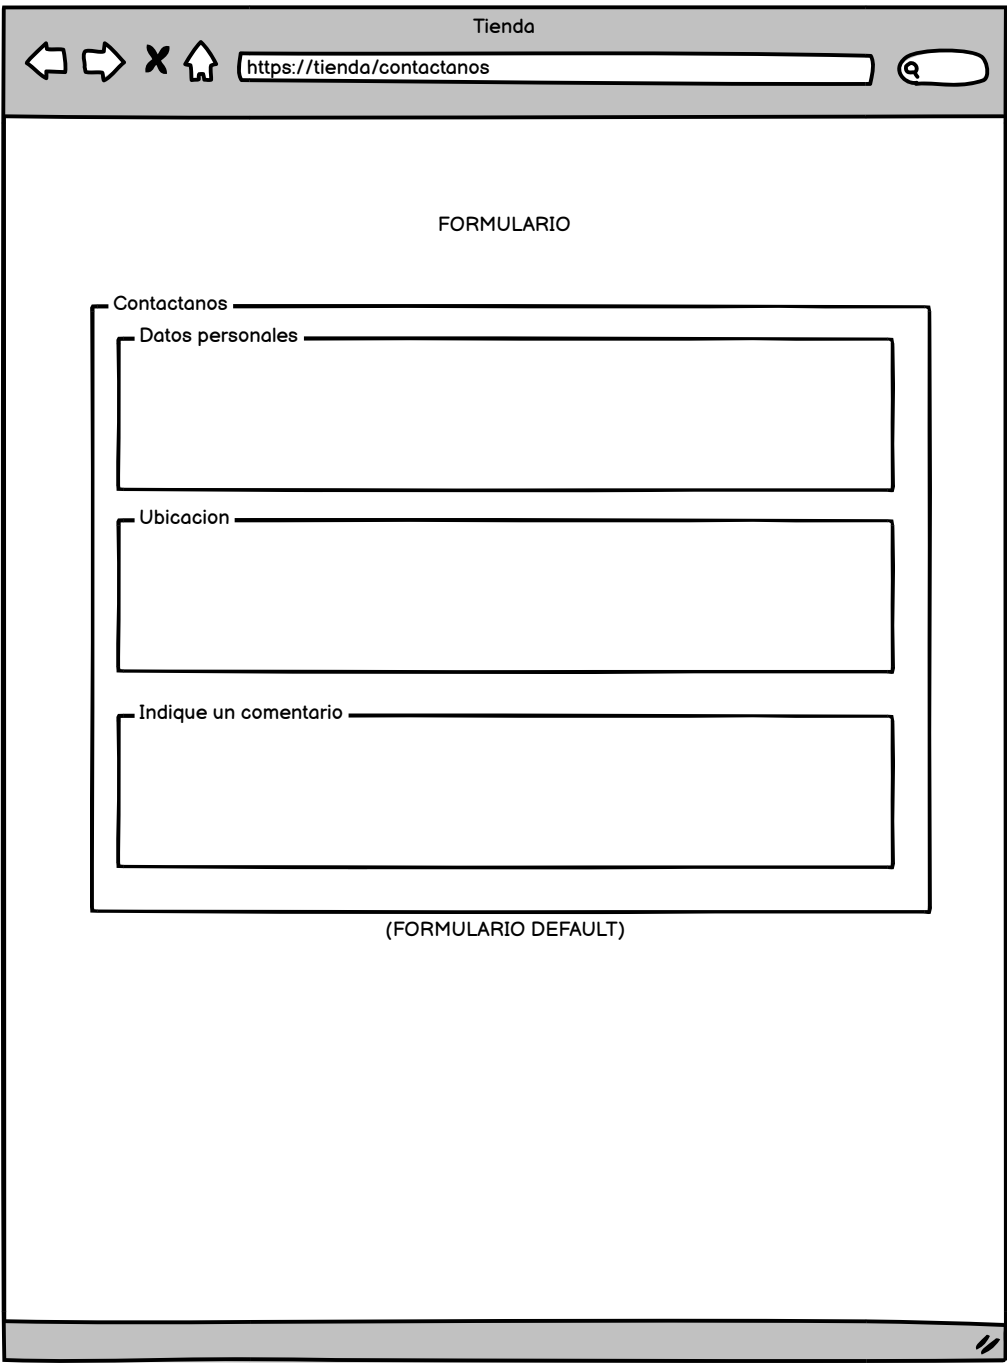 Tienda
https://tienda/contactanos
FORMULARIO
Contactanos
Datos personales
Ubicacion
Indique un comentario
(FORMULARIO DEFAULT)